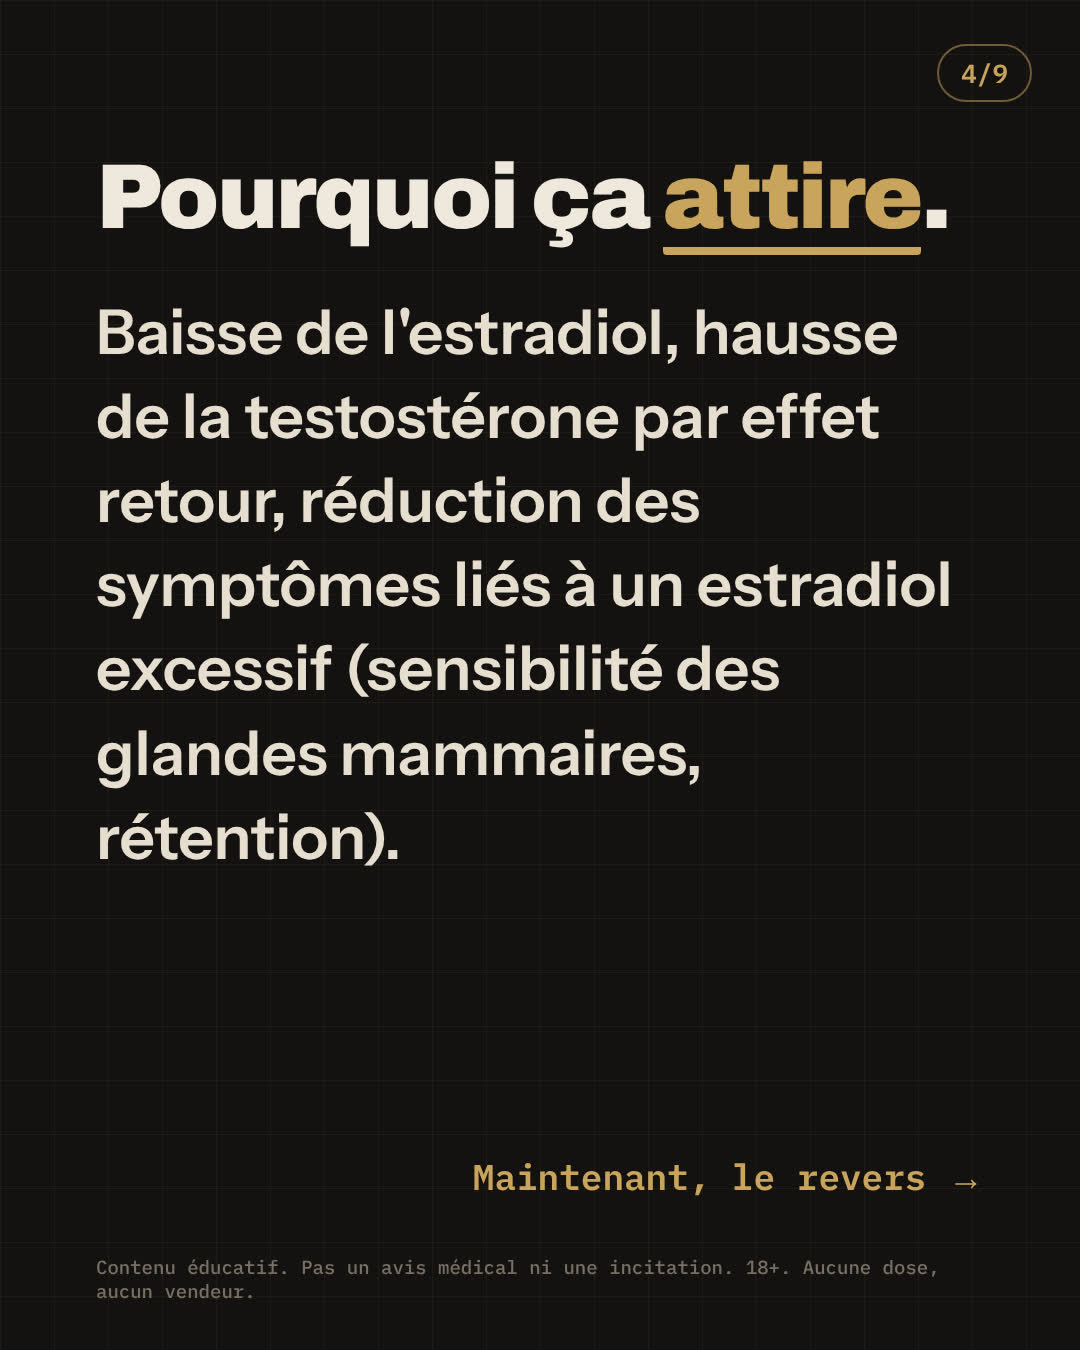 4/9
Pourquoi ça attire.
Baisse de l'estradiol, hausse
de la testostérone par effet
retour, réduction des
symptômes liés à un estradiol
excessif (sensibilité des
glandes mammaires,
rétention).
Maintenant, le revers →
Contenu éducatif. Pas un avis médical ni une incitation. 18+. Aucune dose,
aucun vendeur.